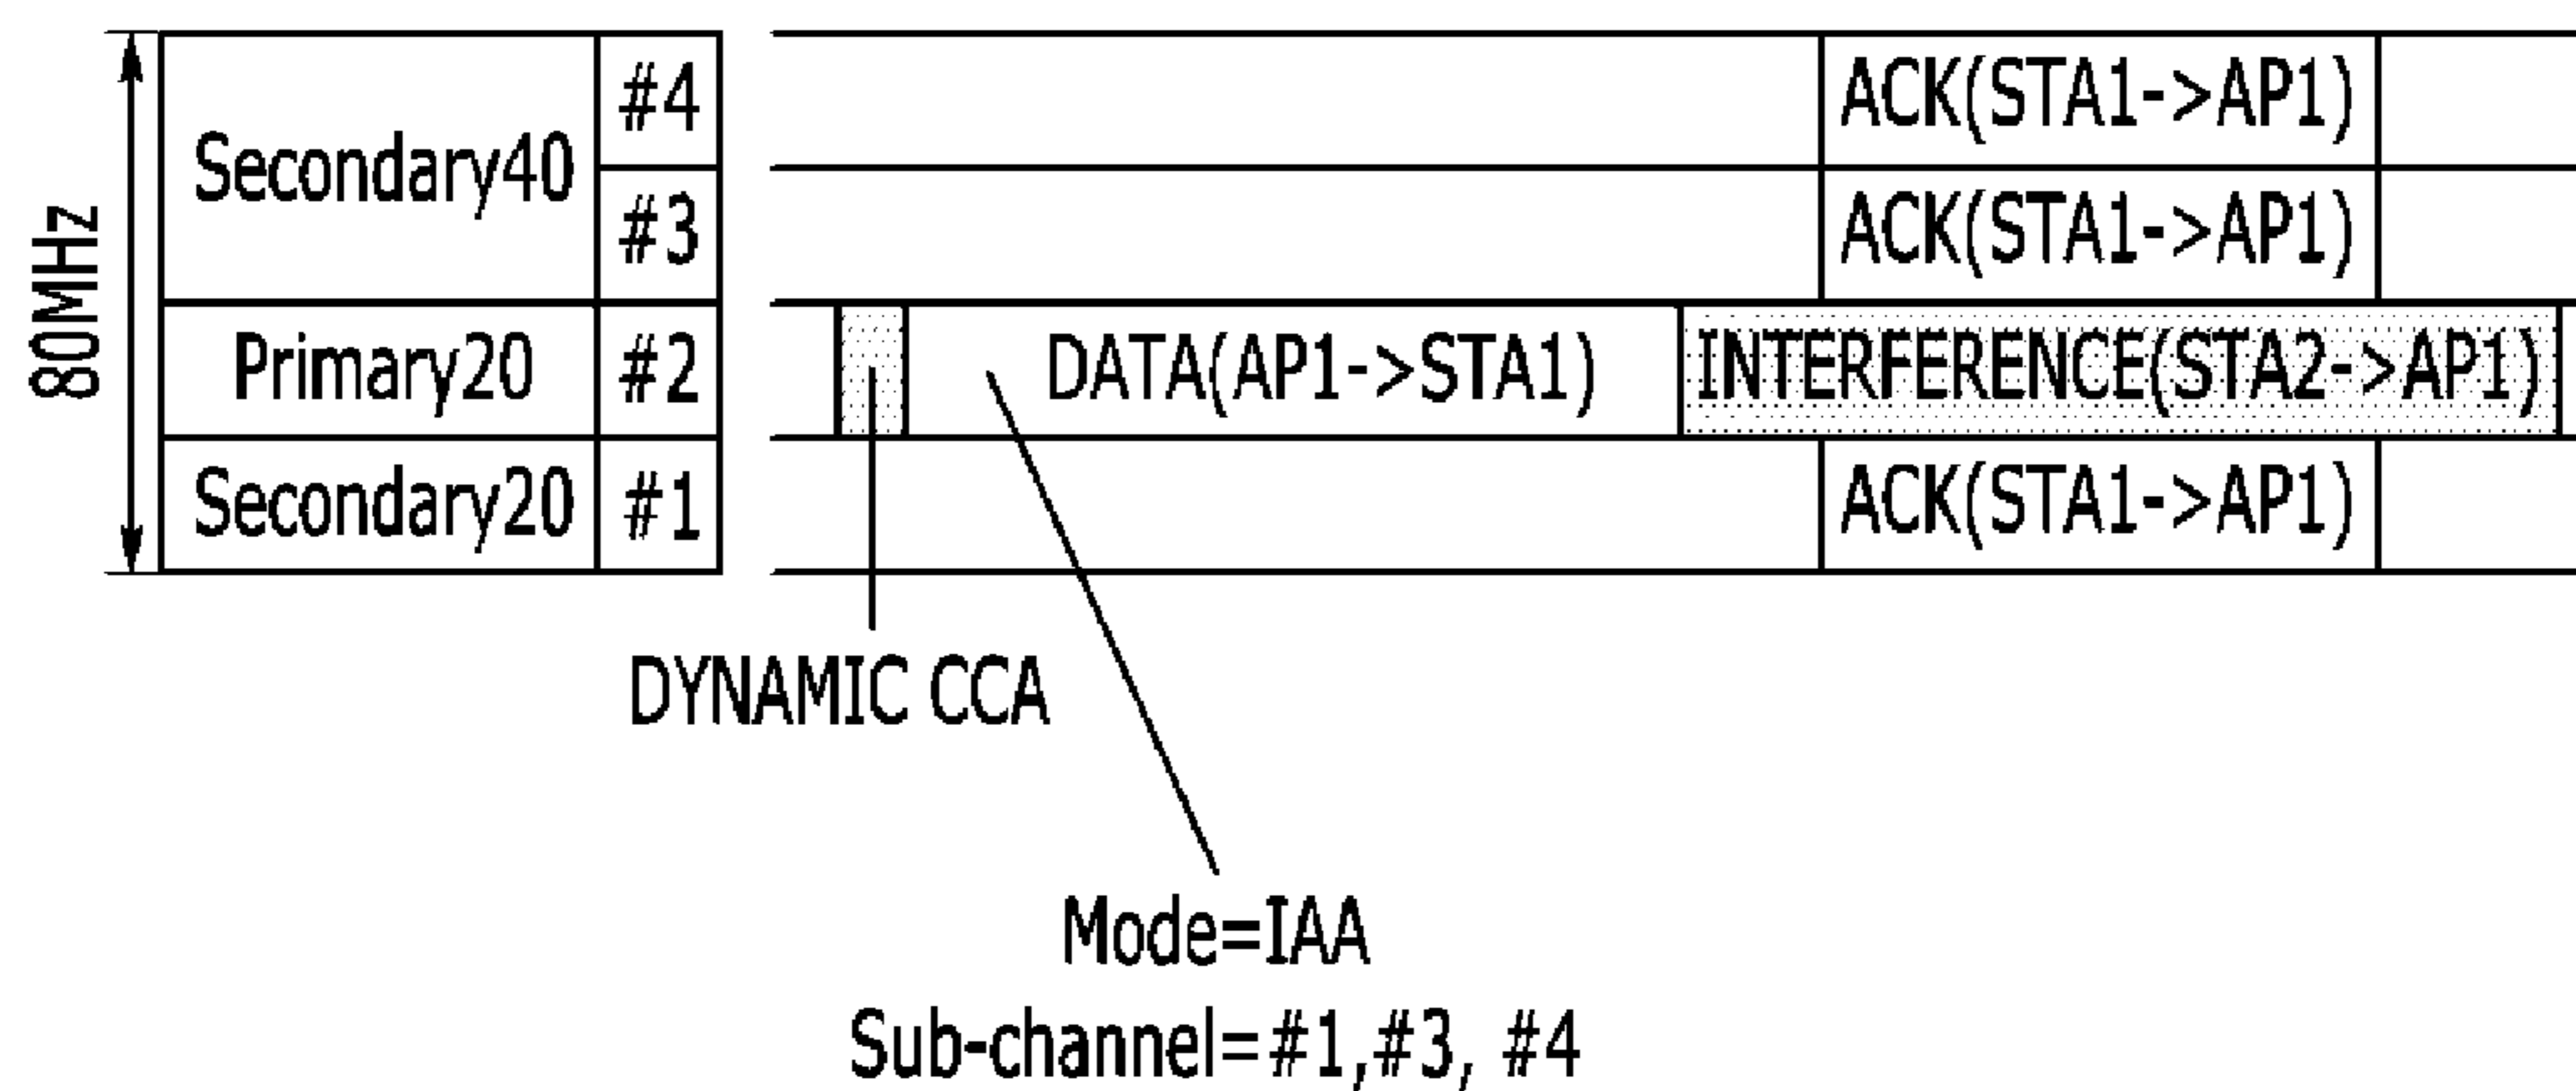 80MHz
Secondary40
#4
ACK(STA1->AP1)
#3
ACK(STA1->AP1)
Primary20
#2
DATA(AP1->STA1)
INTERFERENCE(STA2->AP1)
Secondary20
#1
ACK(STA1->AP1)
DYNAMIC CCA
Mode=IAA
Sub-channel=#1,#3, #4